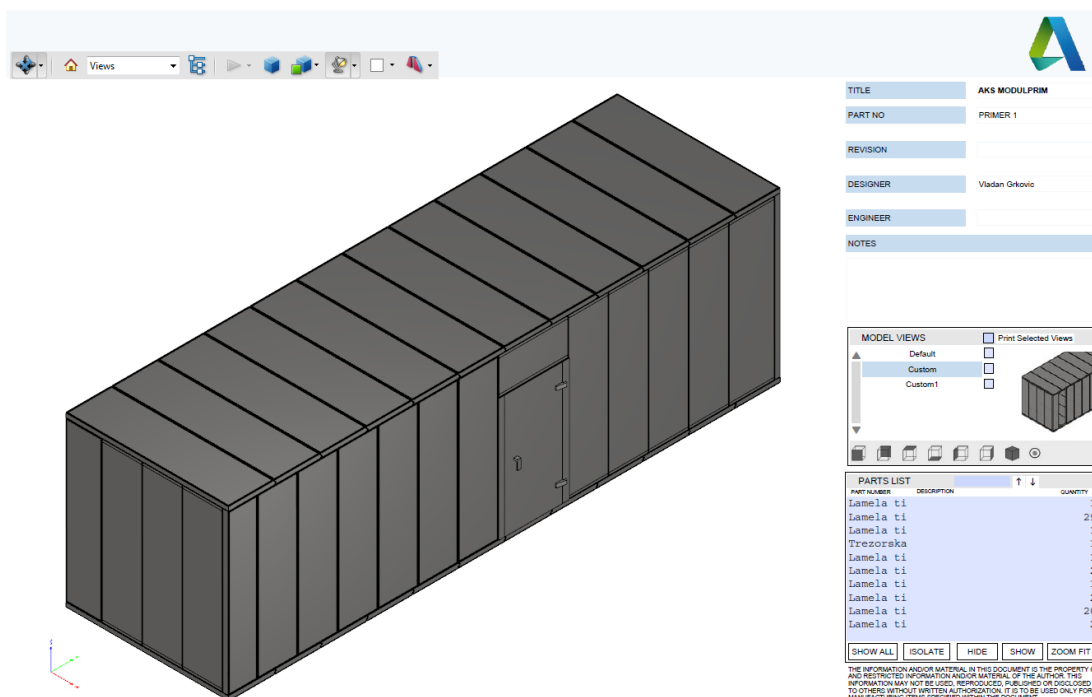 Views
TITLE AKS MODULPRIM
PART NO PRIMER 1
REVISION
DESIGNER Vladan Grkovic
ENGINEER
NOTES
MODEL VIEWS Print Selected Views
Default
Custom
Custom1
PARTS LIST
PART NUMBER DESCRIPTION QUANTITY
Lamela ti
Lamela ti
Lamela ti
Trezorska
Lamela ti
Lamela ti
Lamela ti
Lamela ti
Lamela ti
Lamela ti
SHOW ALL ISOLATE HIDE SHOW ZOOM FIT
THE INFORMATION AND/OR MATERIAL IN THIS DOCUMENT IS THE PROPERTY
AND RESTRICTED INFORMATION AND/OR MATERIAL OF THE AUTHOR. THIS
INFORMATION MAY NOT BE USED, REPRODUCED, PUBLISHED OR DISCLOSED
TO OTHERS WITHOUT WRITTEN AUTHORIZATION. IT IS TO BE USED ONLY FOR